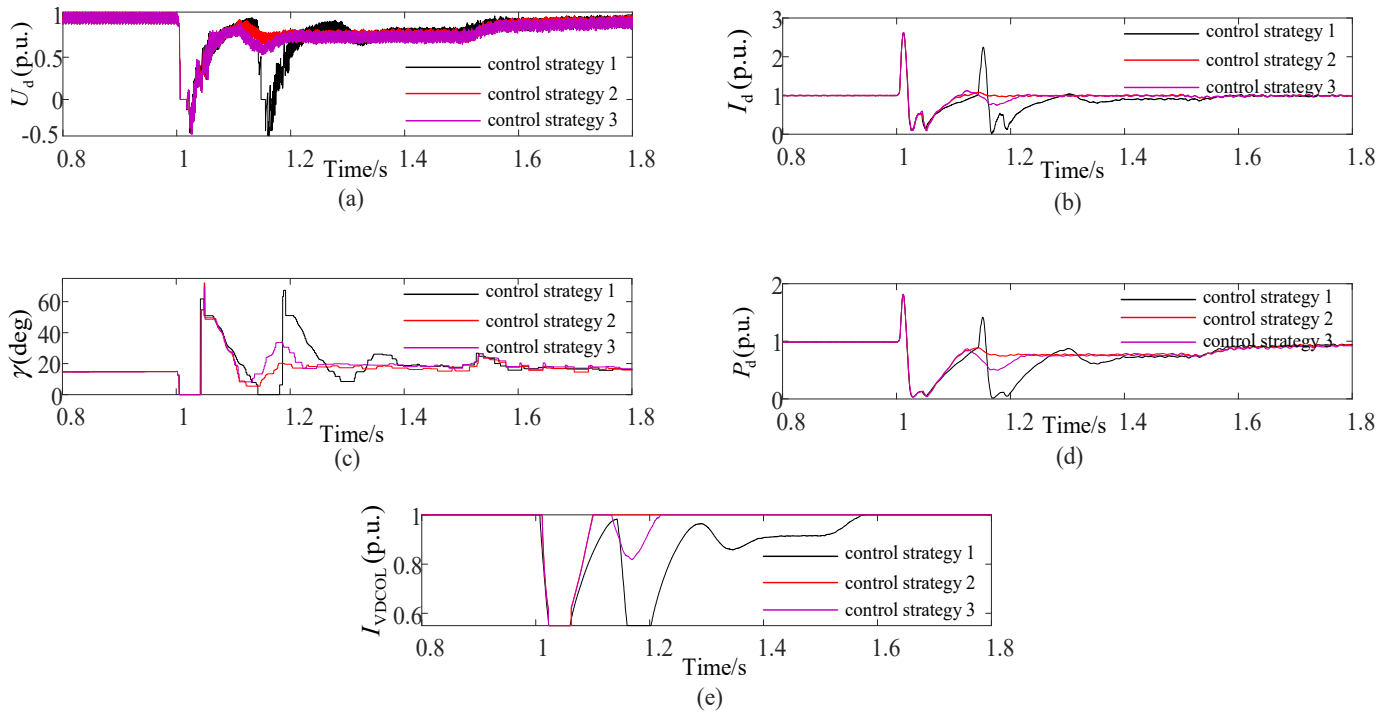 U_d (p.u.)
1
0.5
0
-0.5
control strategy 1
control strategy 2
control strategy 3
0.8 1 1.2 1.4 1.6 1.8
Time/s
(a)
I_d (p.u.)
3
2
1
0
control strategy 1
control strategy 2
control strategy 3
0.8 1 1.2 1.4 1.6 1.8
Time/s
(b)
γ(deg)
60
40
20
0
control strategy 1
control strategy 2
control strategy 3
0.8 1 1.2 1.4 1.6 1.8
Time/s
(c)
P_d (p.u.)
2
1
0
control strategy 1
control strategy 2
control strategy 3
0.8 1 1.2 1.4 1.6 1.8
Time/s
(d)
I_VDCOL (p.u.)
1
0.8
0.6
control strategy 1
control strategy 2
control strategy 3
0.8 1 1.2 1.4 1.6 1.8
Time/s
(e)